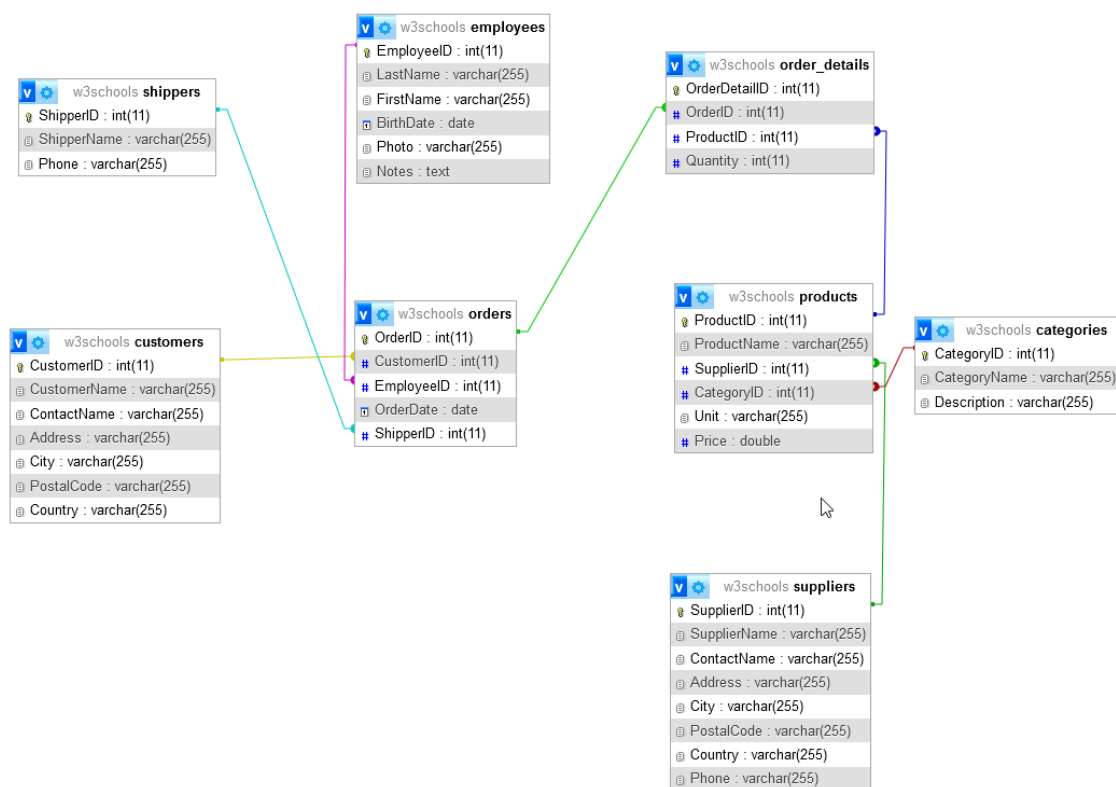 v w3schools shippers
ShipperID : int(11)
ShipperName : varchar(255)
Phone : varchar(255)
v w3schools employees
EmployeeID : int(11)
LastName : varchar(255)
FirstName : varchar(255)
BirthDate : date
Photo : varchar(255)
Notes : text
v w3schools order_details
OrderDetailID : int(11)
# OrderID : int(11)
# ProductID : int(11)
# Quantity : int(11)
v w3schools customers
CustomerID : int(11)
CustomerName : varchar(255)
ContactName : varchar(255)
Address : varchar(255)
City : varchar(255)
PostalCode : varchar(255)
Country : varchar(255)
v w3schools orders
OrderID : int(11)
# CustomerID : int(11)
# EmployeeID : int(11)
OrderDate : date
# ShipperID : int(11)
v w3schools products
ProductID : int(11)
ProductName : varchar(255)
# SupplierID : int(11)
# CategoryID : int(11)
Unit : varchar(255)
# Price : double
v w3schools categories
CategoryID : int(11)
CategoryName : varchar(255)
Description : varchar(255)
v w3schools suppliers
SupplierID : int(11)
SupplierName : varchar(255)
ContactName : varchar(255)
Address : varchar(255)
City : varchar(255)
PostalCode : varchar(255)
Country : varchar(255)
Phone : varchar(255)